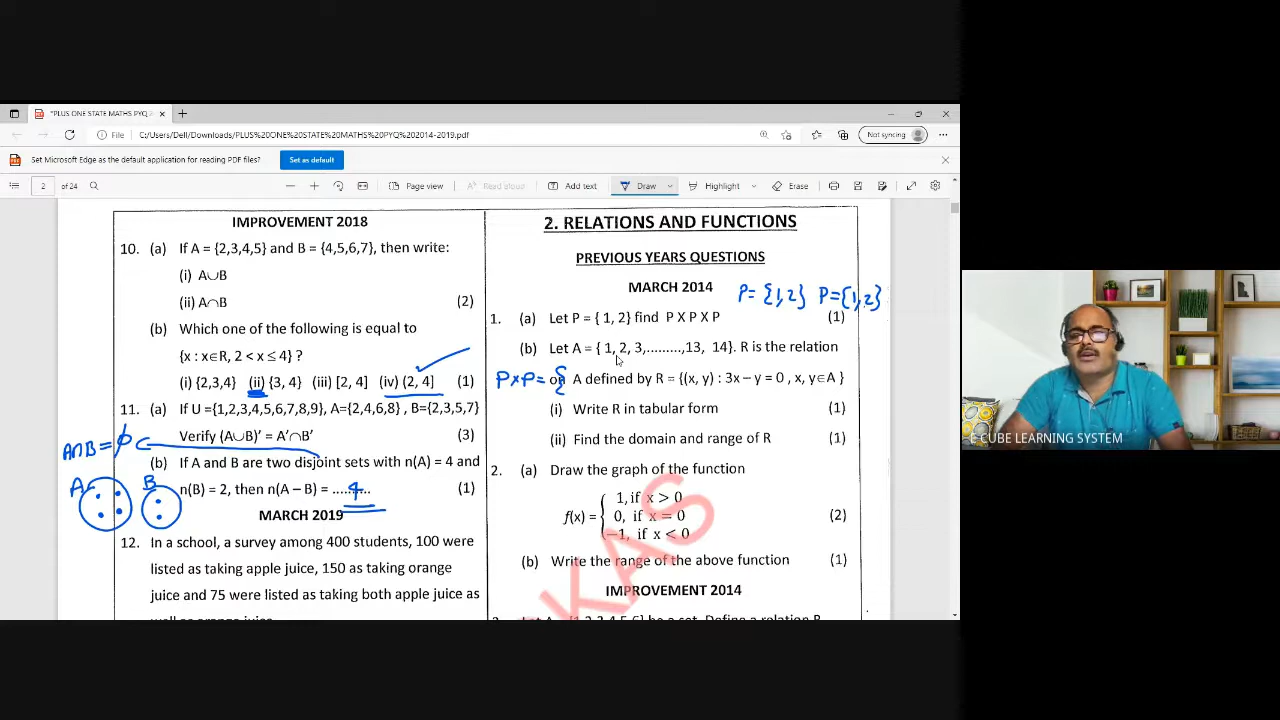 *PLUS ONE STATE MATHS PYQ 2
File
C:/Users/Dell/Downloads/PLUS%20ONE%20STATE%20MATHS%20PYQ%202014-2019.pdf
Not syncing
Set Microsoft Edge as the default application for reading PDF files?
Set as default
2 of 24
Page view
Read aloud
Add text
Draw
Highlight
Erase
IMPROVEMENT 2018
10. (a) If A = {2,3,4,5} and B = {4,5,6,7}, then write:
(i) A∪B
(ii) A∩B (2)
(b) Which one of the following is equal to
{x : x∈R, 2 < x ≤ 4} ?
(i) {2,3,4} (ii) {3, 4} (iii) [2, 4] (iv) (2, 4] (1)
11. (a) If U ={1,2,3,4,5,6,7,8,9}, A={2,4,6,8} , B={2,3,5,7}
Verify (A∪B)' = A'∩B' (3)
A∩B = ϕ
(b) If A and B are two disjoint sets with n(A) = 4 and
A B
n(B) = 2, then n(A – B) = ....4.... (1)
MARCH 2019
12. In a school, a survey among 400 students, 100 were
listed as taking apple juice, 150 as taking orange
juice and 75 were listed as taking both apple juice as
well as orange juice.
2. RELATIONS AND FUNCTIONS
PREVIOUS YEARS QUESTIONS
MARCH 2014
P = {1,2} P = {1,2}
1. (a) Let P = { 1, 2} find P X P X P (1)
(b) Let A = { 1, 2, 3,.........,13, 14}. R is the relation
P×P = {
on A defined by R = {(x, y) : 3x – y = 0 , x, y∈A }
(i) Write R in tabular form (1)
(ii) Find the domain and range of R (1)
2. (a) Draw the graph of the function
f(x) = { 1, if x > 0
0, if x = 0 (2)
−1, if x < 0
(b) Write the range of the above function (1)
IMPROVEMENT 2014
KAS
C CUBE LEARNING SYSTEM